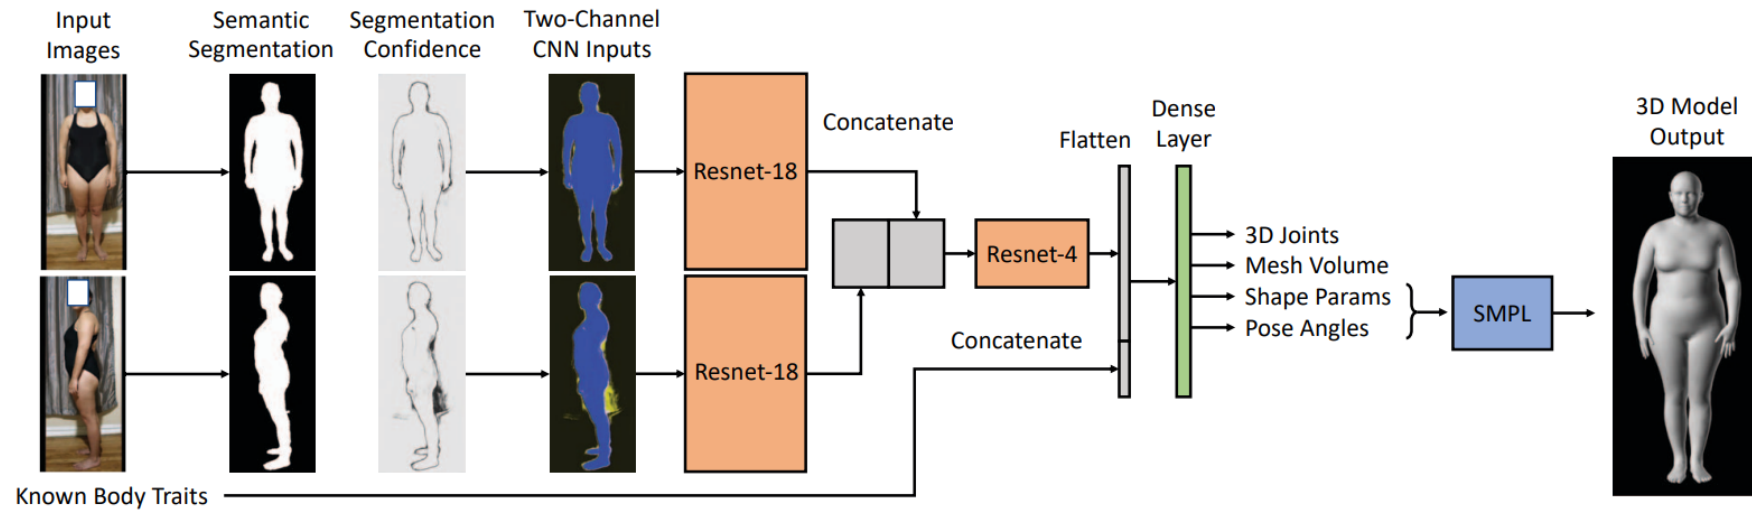 Input
Images
Semantic
Segmentation
Segmentation
Confidence
Two-Channel
CNN Inputs
Resnet-18
Concatenate
Resnet-4
Flatten
Dense
Layer
3D Joints
Mesh Volume
Shape Params
Pose Angles
SMPL
3D Model
Output
Resnet-18
Concatenate
Known Body Traits